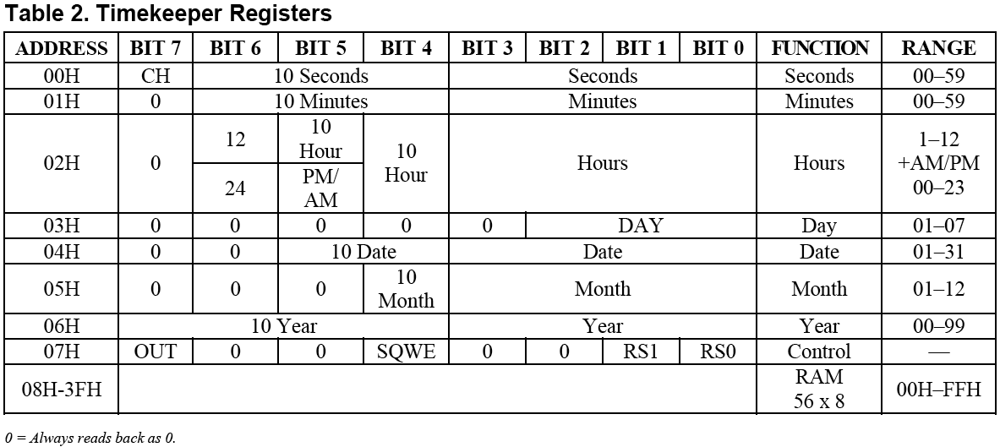 Table 2. Timekeeper Registers
ADDRESS BIT 7 BIT 6 BIT 5 BIT 4 BIT 3 BIT 2 BIT 1 BIT 0 FUNCTION RANGE
00H CH 10 Seconds Seconds Seconds 00–59
01H 0 10 Minutes Minutes Minutes 00–59
02H 0 12 10 Hour 10 Hour Hours Hours 1–12 +AM/PM 00–23
24 PM/ AM
03H 0 0 0 0 0 DAY Day 01–07
04H 0 0 10 Date Date Date 01–31
05H 0 0 0 10 Month Month Month 01–12
06H 10 Year Year Year 00–99
07H OUT 0 0 SQWE 0 0 RS1 RS0 Control —
08H-3FH RAM 56 x 8 00H–FFH
0 = Always reads back as 0.